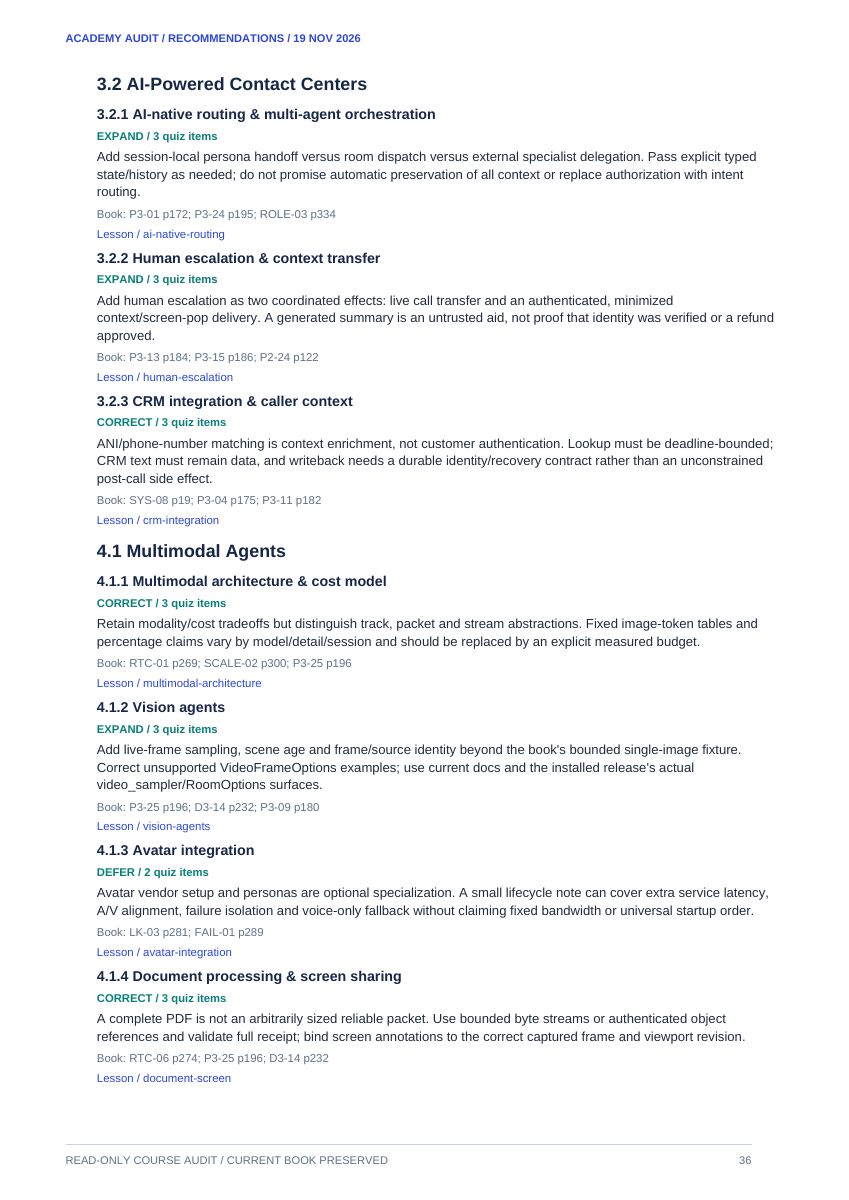 ACADEMY AUDIT / RECOMMENDATIONS / 19 NOV 2026
3.2 AI-Powered Contact Centers
3.2.1 AI-native routing & multi-agent orchestration
EXPAND / 3 quiz items
Add session-local persona handoff versus room dispatch versus external specialist delegation. Pass explicit typed
state/history as needed; do not promise automatic preservation of all context or replace authorization with intent
routing.
Book: P3-01 p172; P3-24 p195; ROLE-03 p334
Lesson / ai-native-routing
3.2.2 Human escalation & context transfer
EXPAND / 3 quiz items
Add human escalation as two coordinated effects: live call transfer and an authenticated, minimized
context/screen-pop delivery. A generated summary is an untrusted aid, not proof that identity was verified or a refund
approved.
Book: P3-13 p184; P3-15 p186; P2-24 p122
Lesson / human-escalation
3.2.3 CRM integration & caller context
CORRECT / 3 quiz items
ANI/phone-number matching is context enrichment, not customer authentication. Lookup must be deadline-bounded;
CRM text must remain data, and writeback needs a durable identity/recovery contract rather than an unconstrained
post-call side effect.
Book: SYS-08 p19; P3-04 p175; P3-11 p182
Lesson / crm-integration
4.1 Multimodal Agents
4.1.1 Multimodal architecture & cost model
CORRECT / 3 quiz items
Retain modality/cost tradeoffs but distinguish track, packet and stream abstractions. Fixed image-token tables and
percentage claims vary by model/detail/session and should be replaced by an explicit measured budget.
Book: RTC-01 p269; SCALE-02 p300; P3-25 p196
Lesson / multimodal-architecture
4.1.2 Vision agents
EXPAND / 3 quiz items
Add live-frame sampling, scene age and frame/source identity beyond the book's bounded single-image fixture.
Correct unsupported VideoFrameOptions examples; use current docs and the installed release's actual
video_sampler/RoomOptions surfaces.
Book: P3-25 p196; D3-14 p232; P3-09 p180
Lesson / vision-agents
4.1.3 Avatar integration
DEFER / 2 quiz items
Avatar vendor setup and personas are optional specialization. A small lifecycle note can cover extra service latency,
A/V alignment, failure isolation and voice-only fallback without claiming fixed bandwidth or universal startup order.
Book: LK-03 p281; FAIL-01 p289
Lesson / avatar-integration
4.1.4 Document processing & screen sharing
CORRECT / 3 quiz items
A complete PDF is not an arbitrarily sized reliable packet. Use bounded byte streams or authenticated object
references and validate full receipt; bind screen annotations to the correct captured frame and viewport revision.
Book: RTC-06 p274; P3-25 p196; D3-14 p232
Lesson / document-screen
READ-ONLY COURSE AUDIT / CURRENT BOOK PRESERVED
36